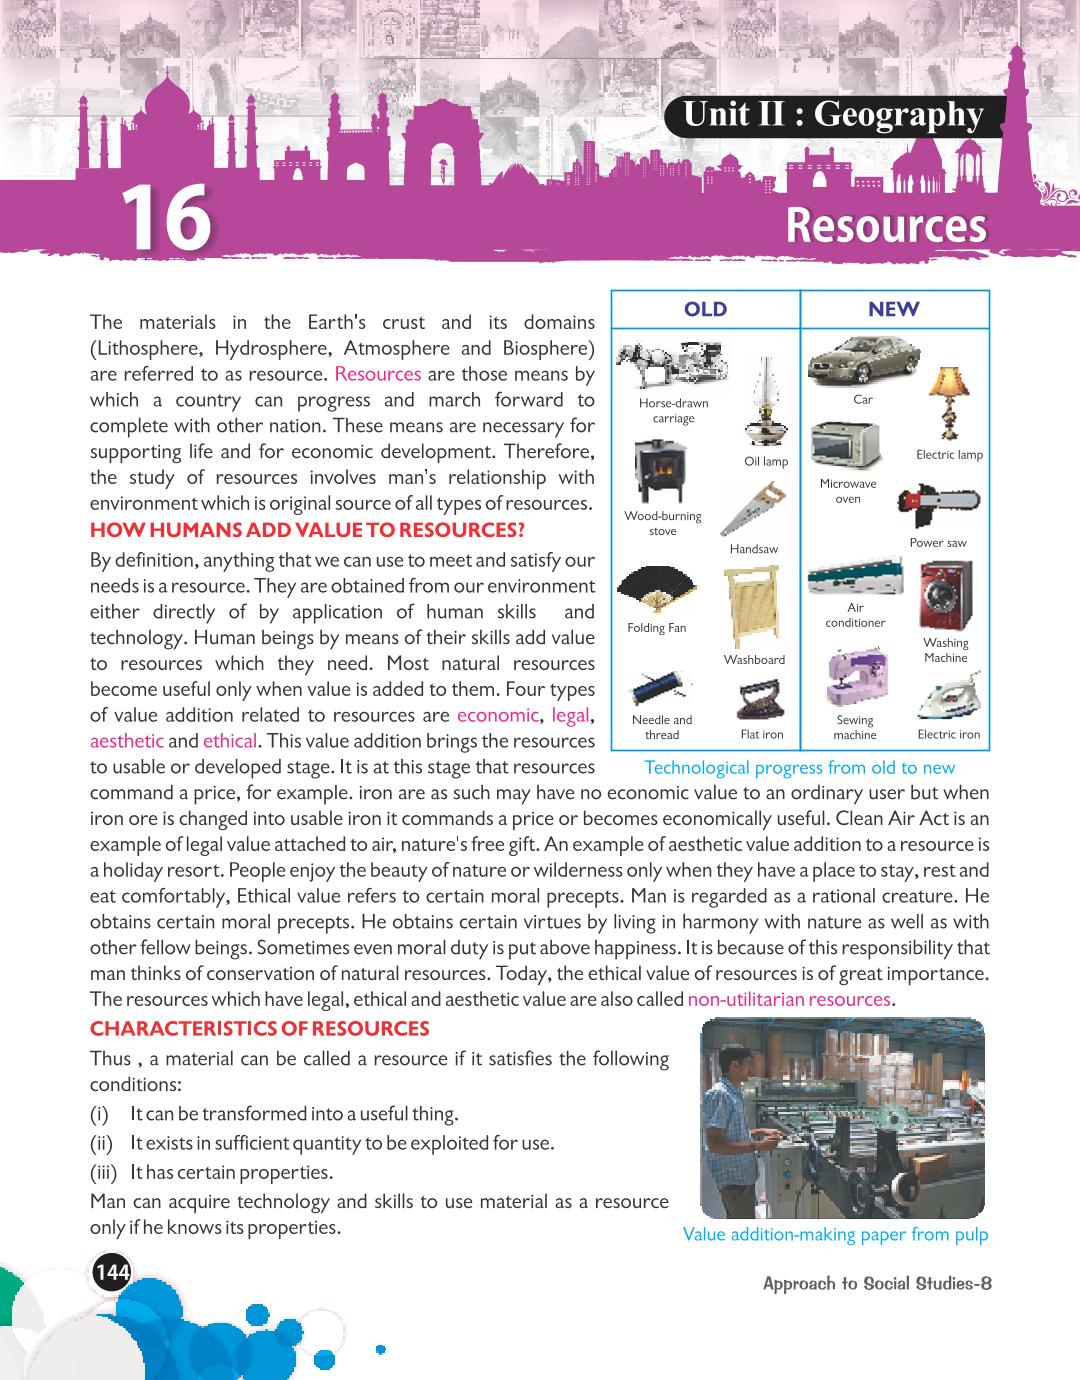 Unit II : Geography
16
Resources
The materials in the Earth's crust and its domains
(Lithosphere, Hydrosphere, Atmosphere and Biosphere)
are referred to as resource. Resources are those means by
which a country can progress and march forward to
complete with other nation. These means are necessary for
supporting life and for economic development. Therefore,
the study of resources involves man's relationship with
environment which is original source of all types of resources.
HOW HUMANS ADD VALUE TO RESOURCES?
By definition, anything that we can use to meet and satisfy our
needs is a resource. They are obtained from our environment
either directly of by application of human skills and
technology. Human beings by means of their skills add value
to resources which they need. Most natural resources
become useful only when value is added to them. Four types
of value addition related to resources are economic, legal,
aesthetic and ethical. This value addition brings the resources
to usable or developed stage. It is at this stage that resources
command a price, for example. iron are as such may have no economic value to an ordinary user but when
iron ore is changed into usable iron it commands a price or becomes economically useful. Clean Air Act is an
example of legal value attached to air, nature's free gift. An example of aesthetic value addition to a resource is
a holiday resort. People enjoy the beauty of nature or wilderness only when they have a place to stay, rest and
eat comfortably, Ethical value refers to certain moral precepts. Man is regarded as a rational creature. He
obtains certain moral precepts. He obtains certain virtues by living in harmony with nature as well as with
other fellow beings. Sometimes even moral duty is put above happiness. It is because of this responsibility that
man thinks of conservation of natural resources. Today, the ethical value of resources is of great importance.
The resources which have legal, ethical and aesthetic value are also called non-utilitarian resources.
OLD
NEW
Horse-drawn
carriage
Oil lamp
Wood-burning
stove
Handsaw
Folding Fan
Washboard
Needle and
thread
Flat iron
Car
Electric lamp
Microwave
oven
Power saw
Air
conditioner
Washing
Machine
Sewing
machine
Electric iron
Technological progress from old to new
CHARACTERISTICS OF RESOURCES
Thus , a material can be called a resource if it satisfies the following
conditions:
(i) It can be transformed into a useful thing.
(ii) It exists in sufficient quantity to be exploited for use.
(iii) It has certain properties.
Man can acquire technology and skills to use material as a resource
only if he knows its properties.
Value addition-making paper from pulp
144
Approach to Social Studies-8